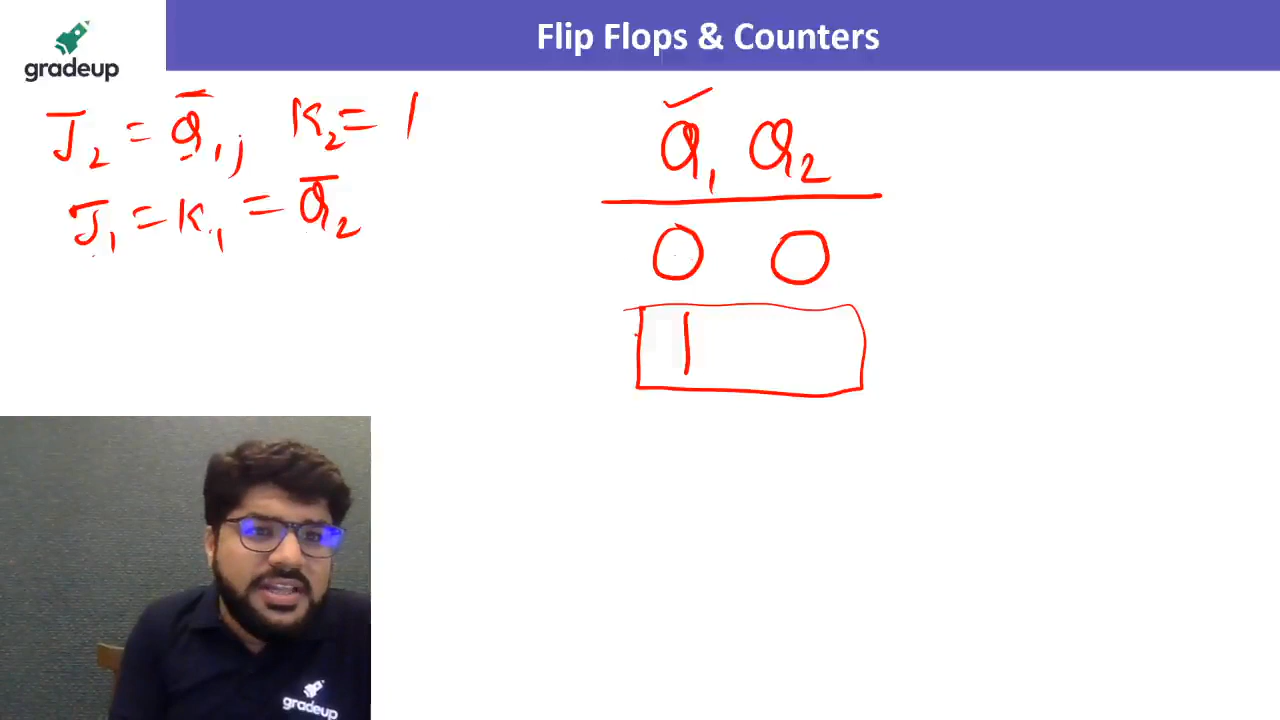 gradeup
Flip Flops & Counters
J₂ = Q̅₁, K₂ = 1
J₁ = K₁ = Q̅₂
Q₁ Q₂
0 0
1
gradeup